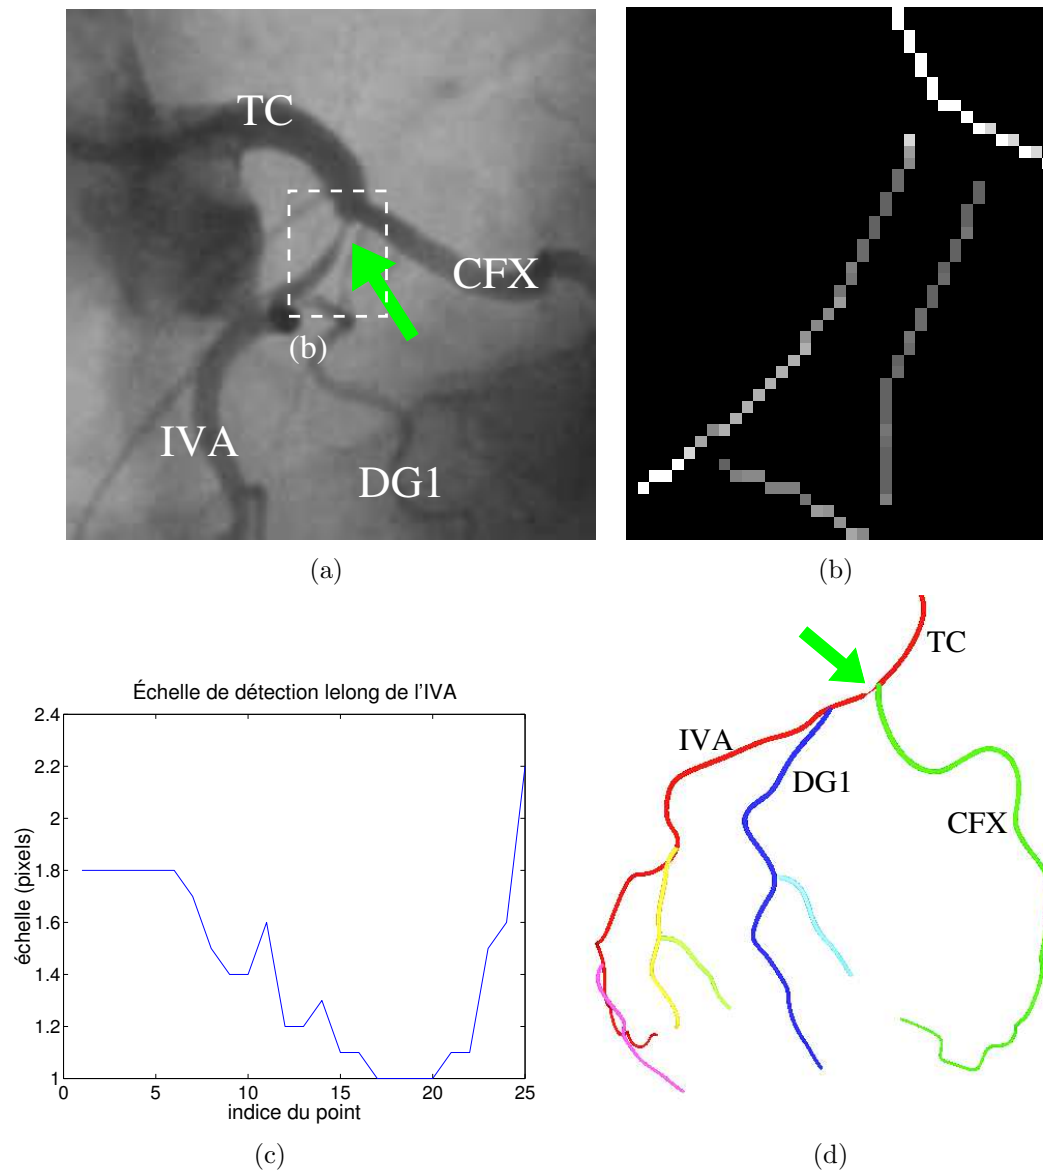 TC
CFX
(b)
IVA
DG1
(a)
(b)
Échelle de détection lelong de l'IVA
2.4
2.2
2
1.8
1.6
1.4
1.2
1
0
5
10
15
20
25
échelle (pixels)
indice du point
(c)
TC
IVA
DG1
CFX
(d)